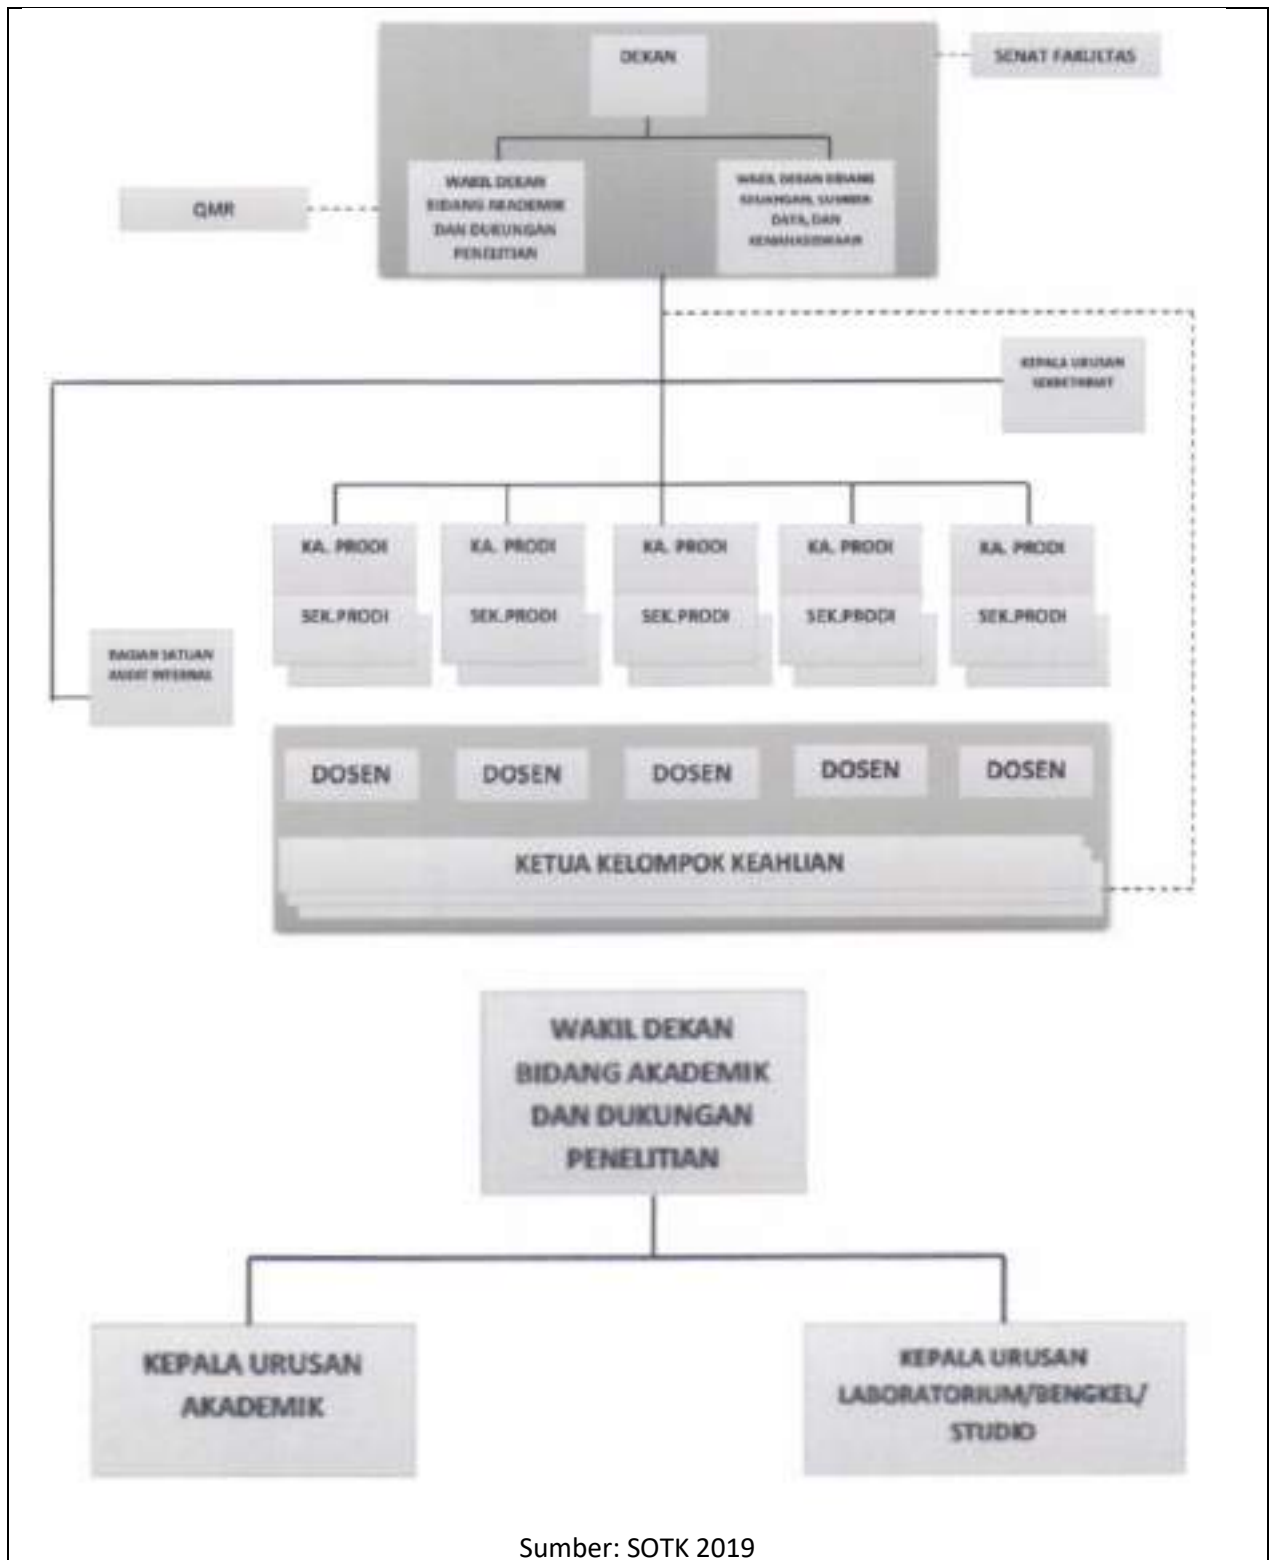 DEKAN
SENAT FAKULTAS
WAKIL DEKAN
BIDANG AKADEMIK
DAN DUKUNGAN
PENELITIAN
WAKIL DEKAN BIDANG
KEUANGAN, SUMBER
DATA, DAN
KEMAHASISWAAN
QMR
KEPALA URUSAN
SEKRETARIAT
KA. PRODI
KA. PRODI
KA. PRODI
KA. PRODI
KA. PRODI
SEK.PRODI
SEK.PRODI
SEK.PRODI
SEK.PRODI
SEK.PRODI
BAGIAN SATUAN
AUDIT INTERNAL
DOSEN
DOSEN
DOSEN
DOSEN
DOSEN
KETUA KELOMPOK KEAHLIAN
WAKIL DEKAN
BIDANG AKADEMIK
DAN DUKUNGAN
PENELITIAN
KEPALA URUSAN
AKADEMIK
KEPALA URUSAN
LABORATORIUM/BENGKEL/
STUDIO
Sumber: SOTK 2019